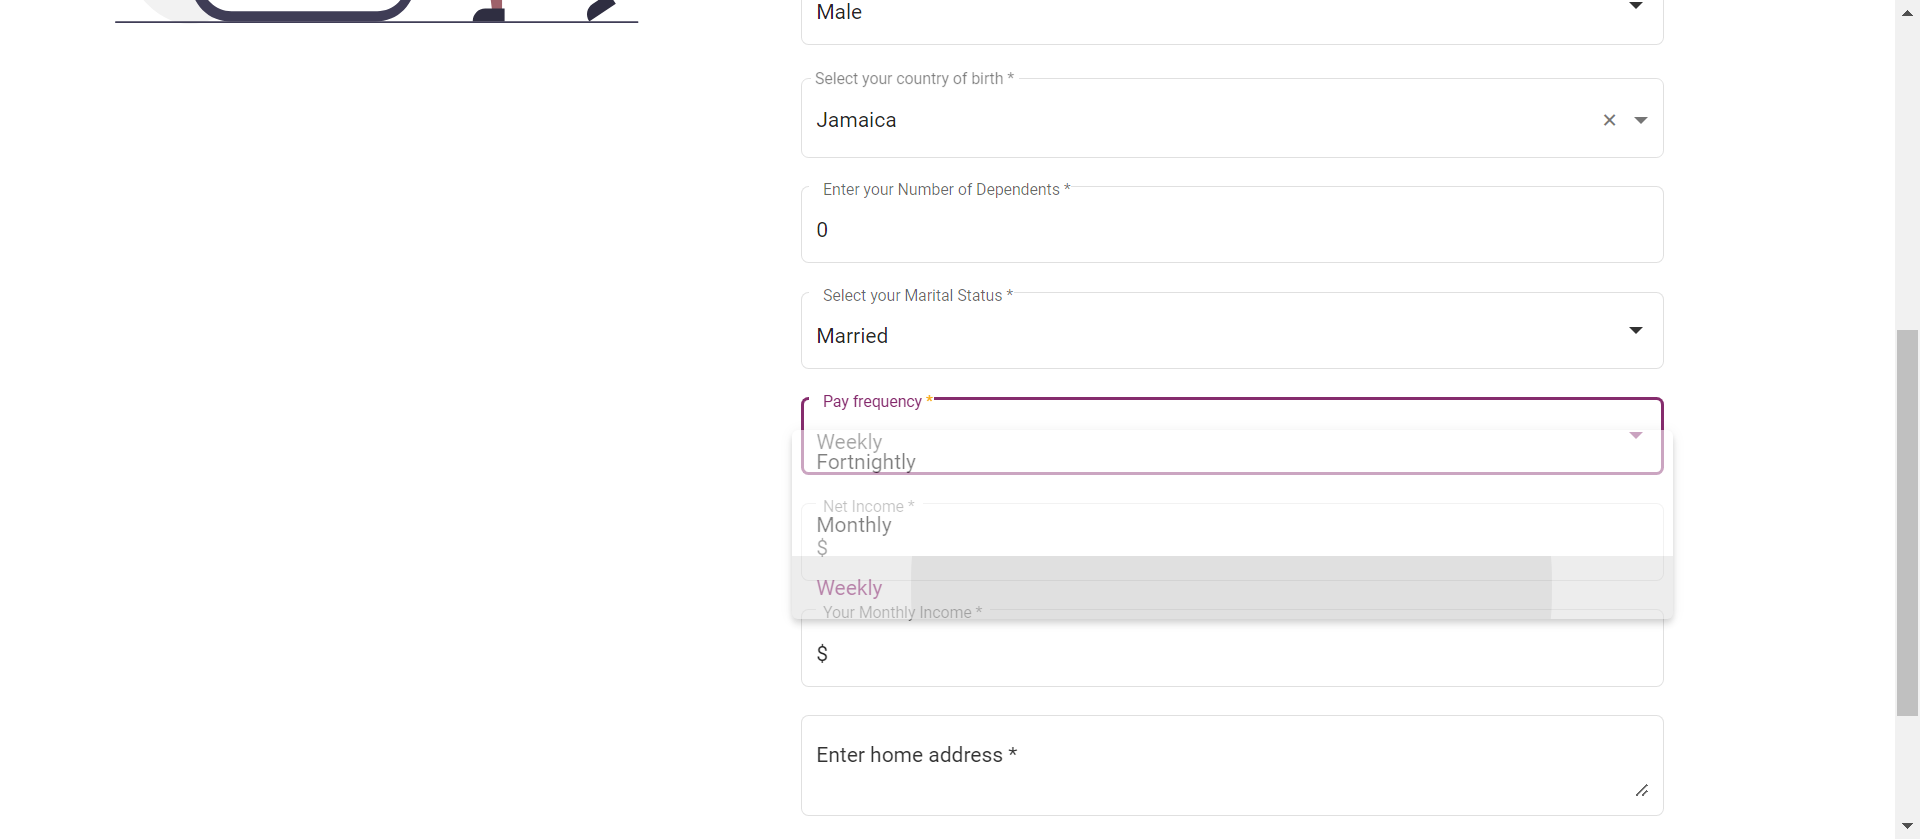 Male
Select your country of birth *
Jamaica
Enter your Number of Dependents *
0
Select your Marital Status *
Married
Pay frequency *
Weekly
Fortnightly
Net Income *
Monthly
$
Weekly
Your Monthly Income *
$
Enter home address *